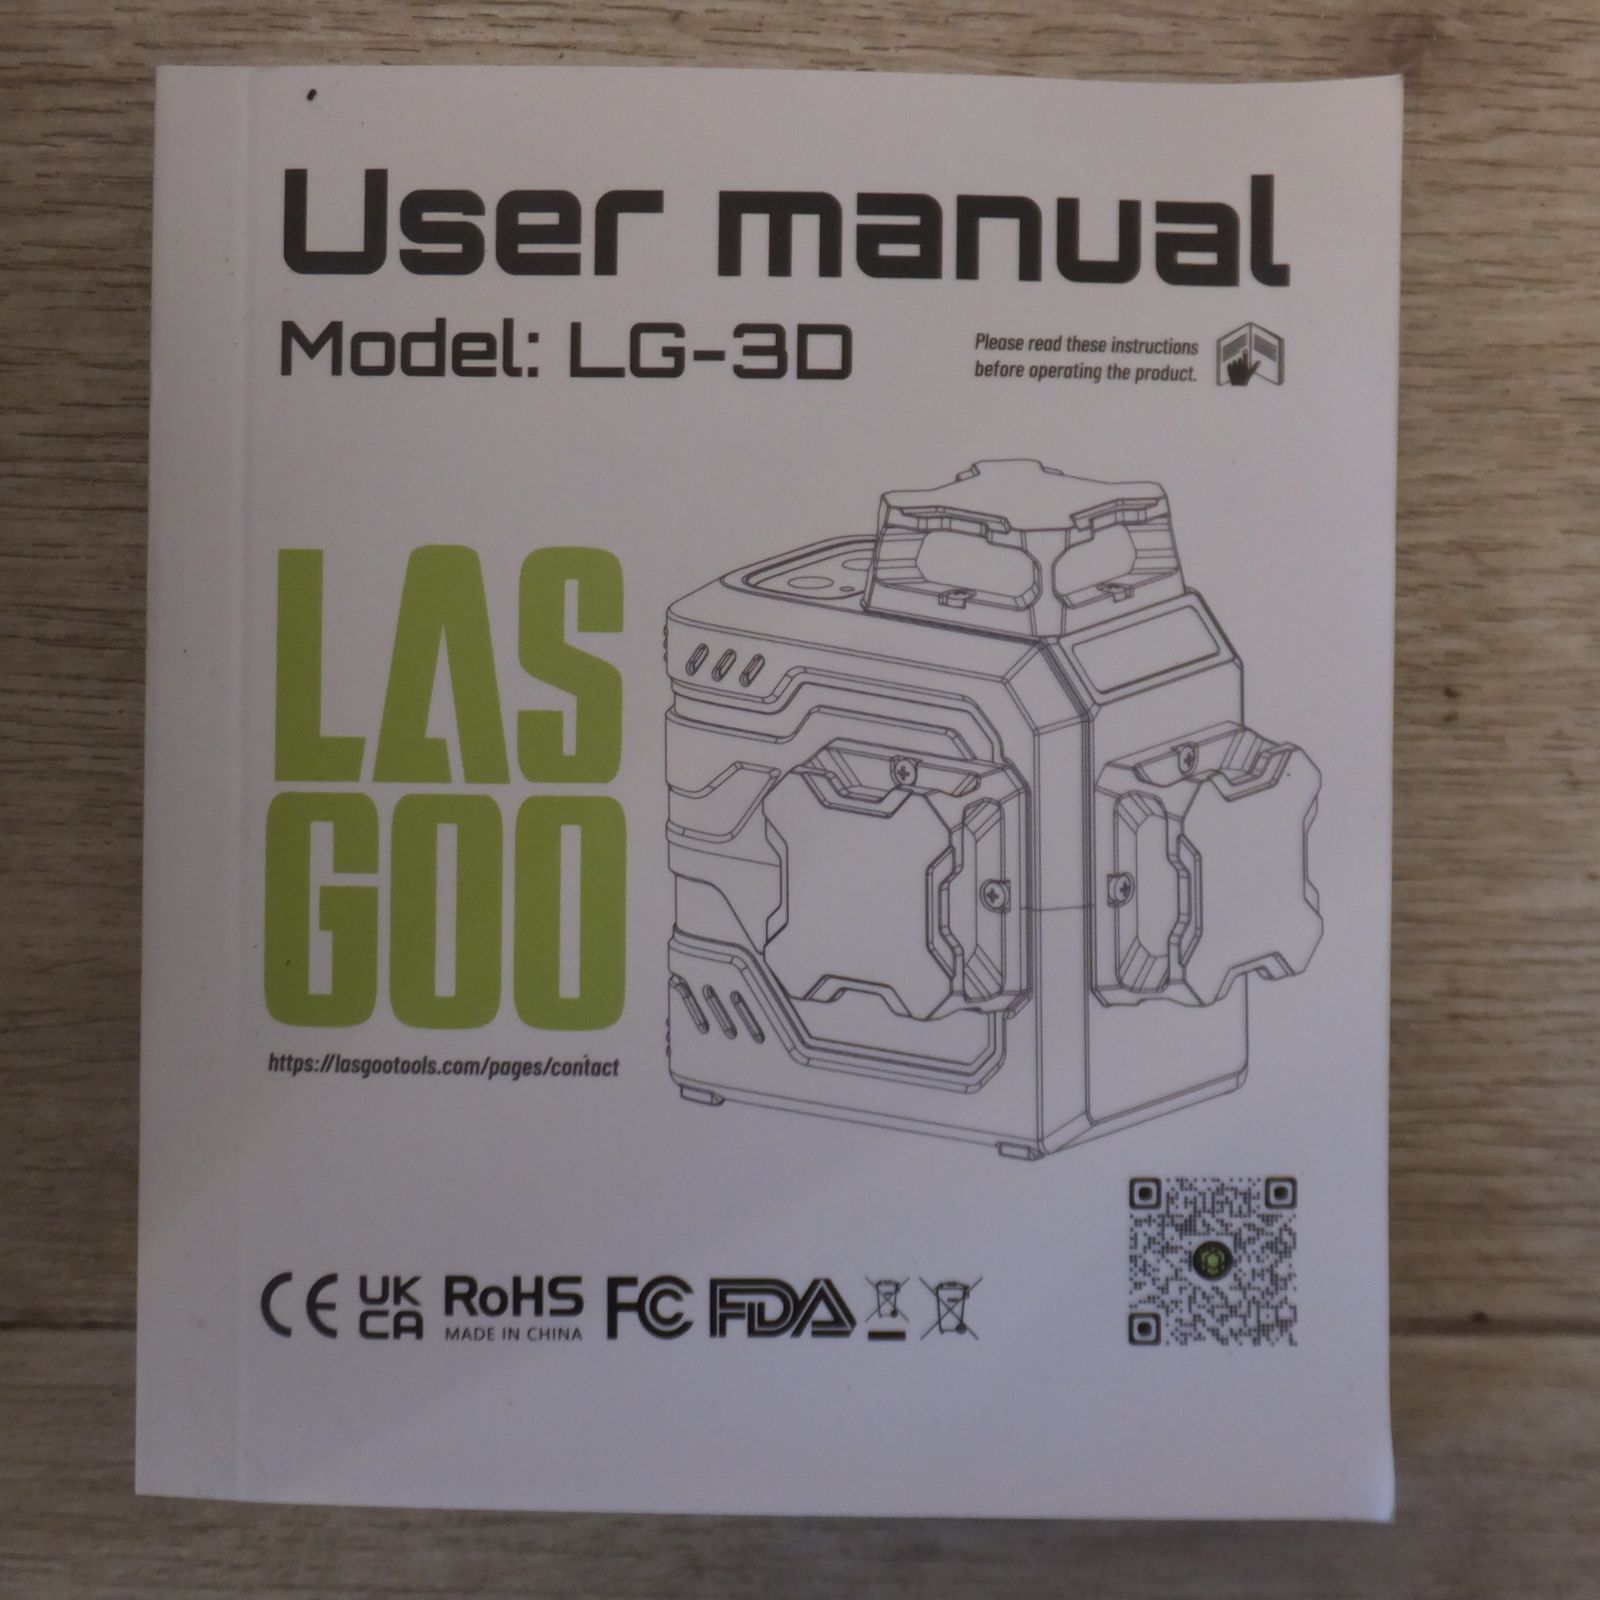 User manual
Model: LG-3D
Please read these instructions
before operating the product.
LAS
GOO
https://lasgootools.com/pages/contact
CE UK CA RoHS FC FDA
MADE IN CHINA